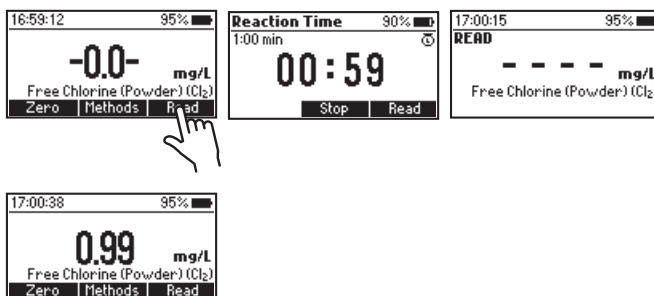 16:59:12 95%
-0.0- mg/L
Free Chlorine (Powder) (Cl₂)
Zero Methods Read
Reaction Time 90%
1:00 min
00:59
Stop Read
17:00:15 95%
READ
- - - - mg/L
Free Chlorine (Powder) (Cl₂
17:00:38 95%
0.99 mg/L
Free Chlorine (Powder) (Cl₂)
Zero Methods Read